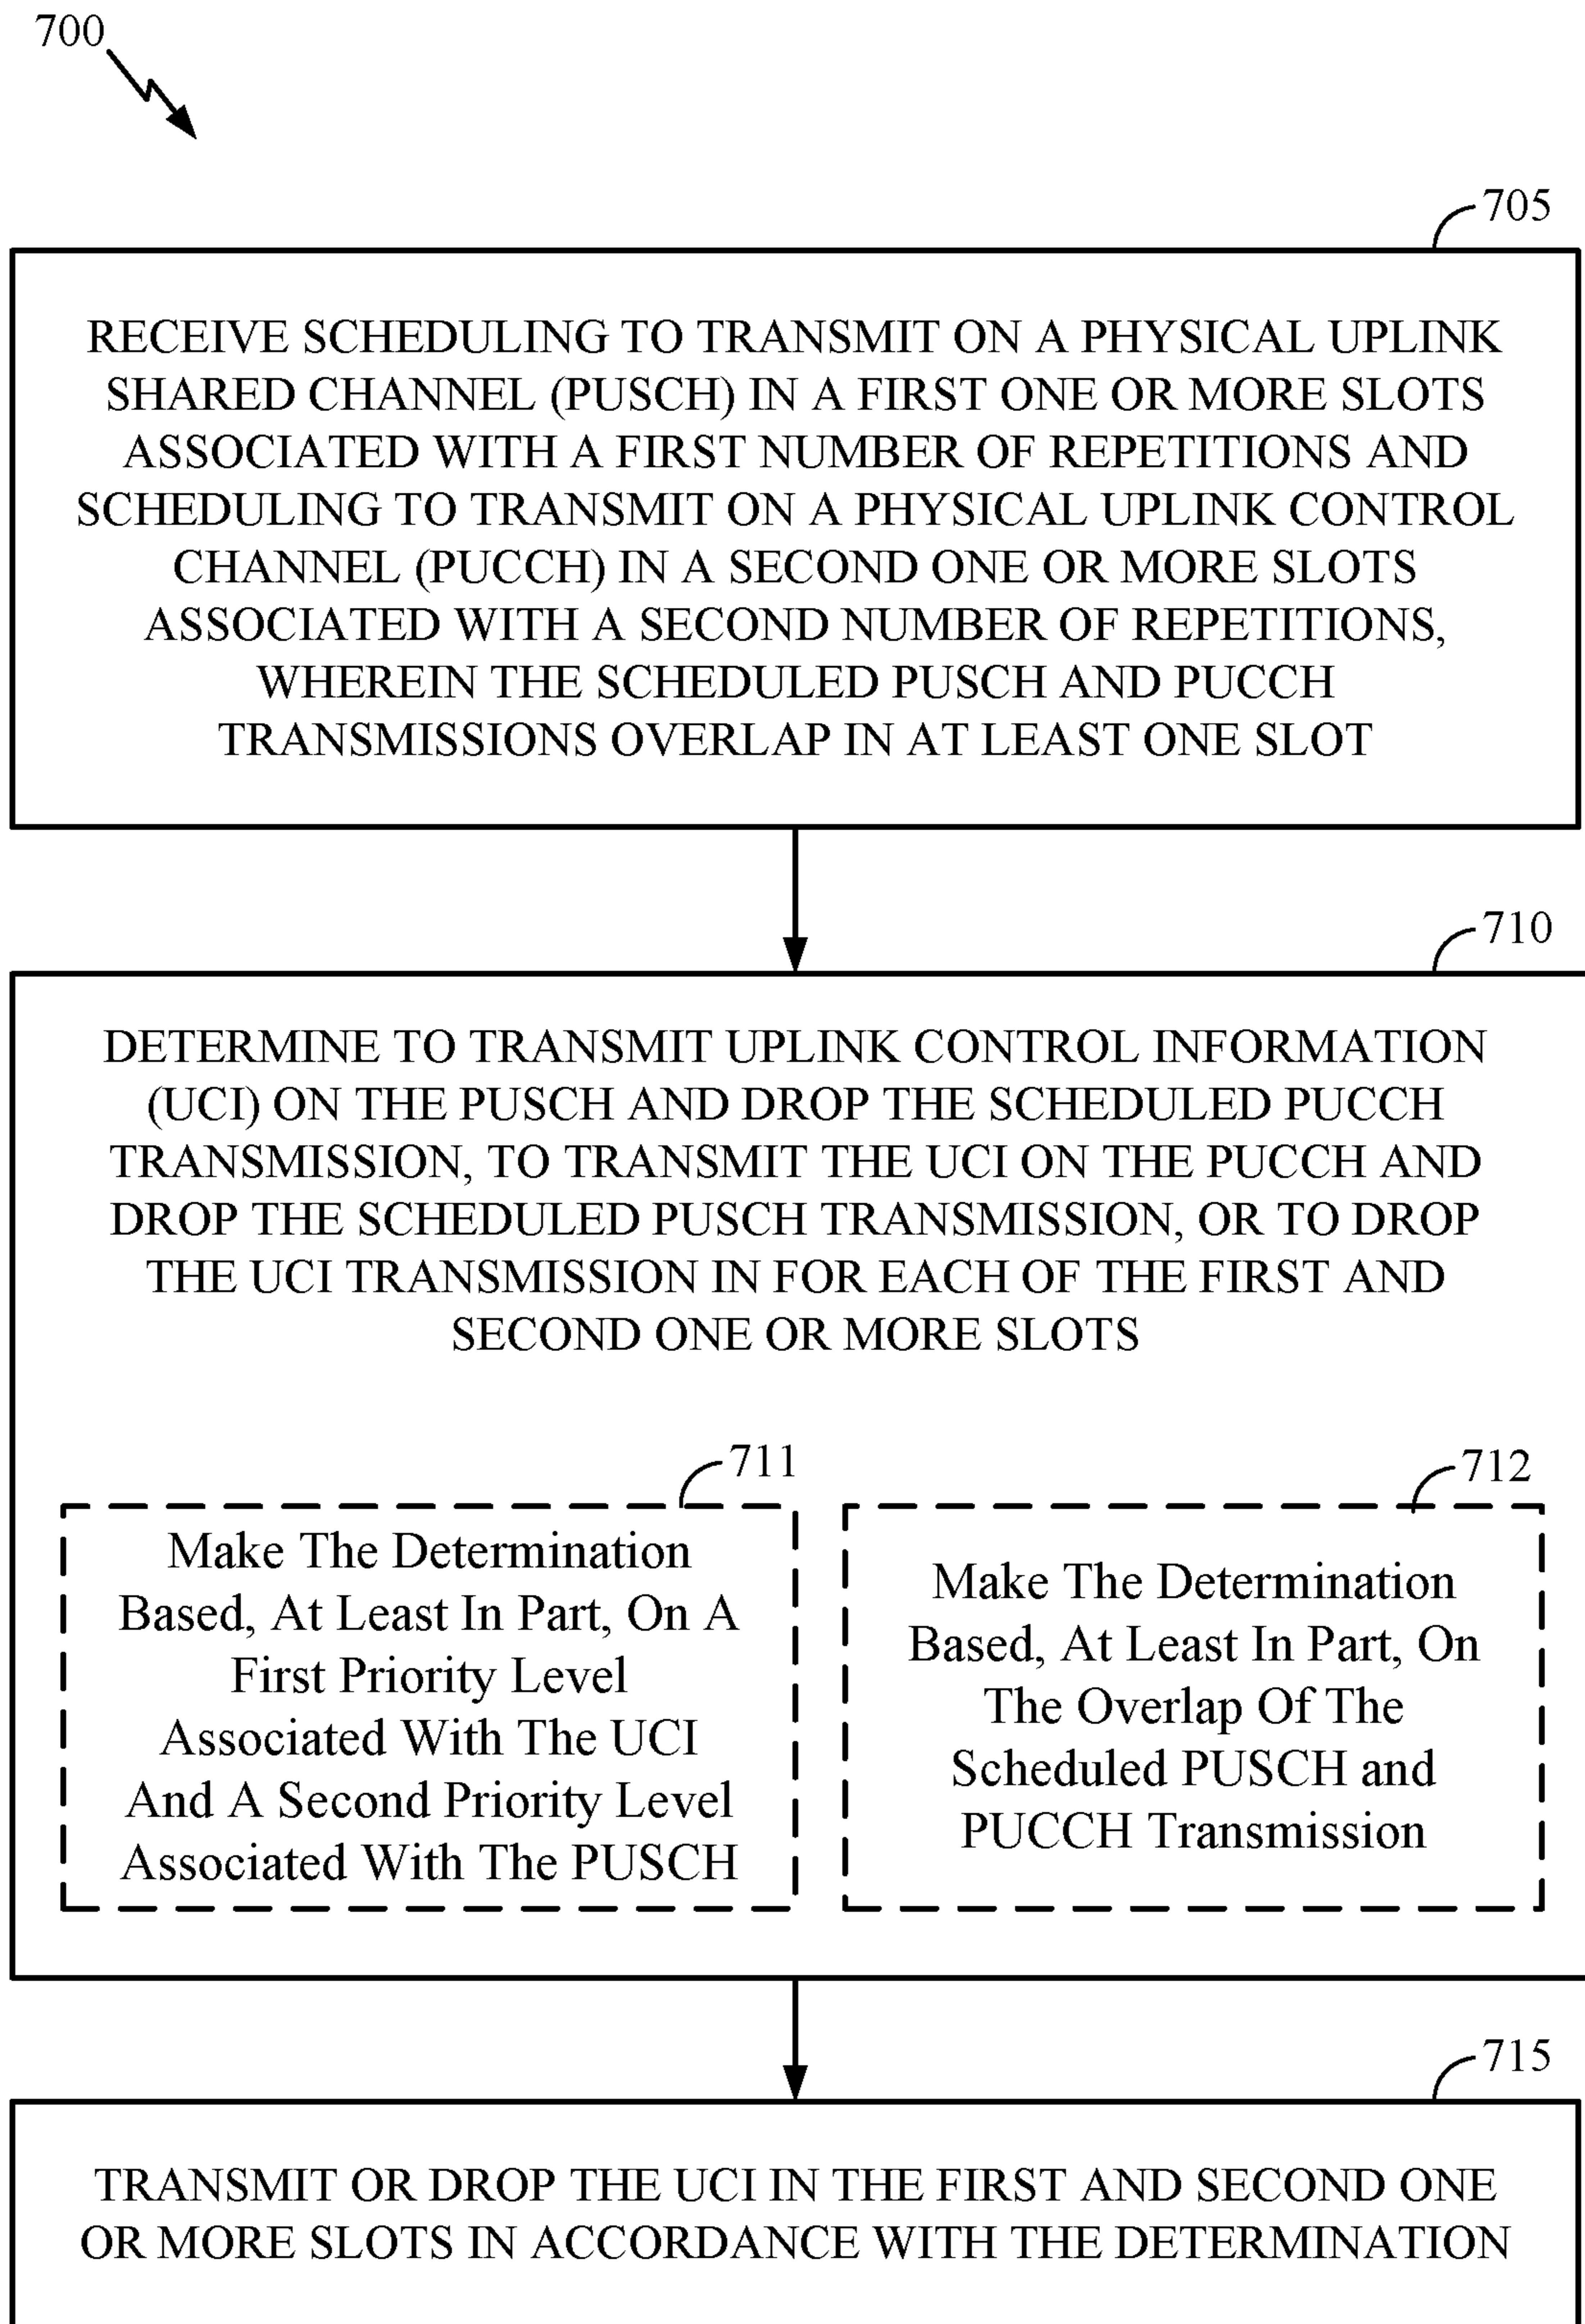 700
705
RECEIVE SCHEDULING TO TRANSMIT ON A PHYSICAL UPLINK
SHARED CHANNEL (PUSCH) IN A FIRST ONE OR MORE SLOTS
ASSOCIATED WITH A FIRST NUMBER OF REPETITIONS AND
SCHEDULING TO TRANSMIT ON A PHYSICAL UPLINK CONTROL
CHANNEL (PUCCH) IN A SECOND ONE OR MORE SLOTS
ASSOCIATED WITH A SECOND NUMBER OF REPETITIONS,
WHEREIN THE SCHEDULED PUSCH AND PUCCH
TRANSMISSIONS OVERLAP IN AT LEAST ONE SLOT
710
DETERMINE TO TRANSMIT UPLINK CONTROL INFORMATION
(UCI) ON THE PUSCH AND DROP THE SCHEDULED PUCCH
TRANSMISSION, TO TRANSMIT THE UCI ON THE PUCCH AND
DROP THE SCHEDULED PUSCH TRANSMISSION, OR TO DROP
THE UCI TRANSMISSION IN FOR EACH OF THE FIRST AND
SECOND ONE OR MORE SLOTS
711
Make The Determination
Based, At Least In Part, On A
First Priority Level
Associated With The UCI
And A Second Priority Level
Associated With The PUSCH
712
Make The Determination
Based, At Least In Part, On
The Overlap Of The
Scheduled PUSCH and
PUCCH Transmission
715
TRANSMIT OR DROP THE UCI IN THE FIRST AND SECOND ONE
OR MORE SLOTS IN ACCORDANCE WITH THE DETERMINATION